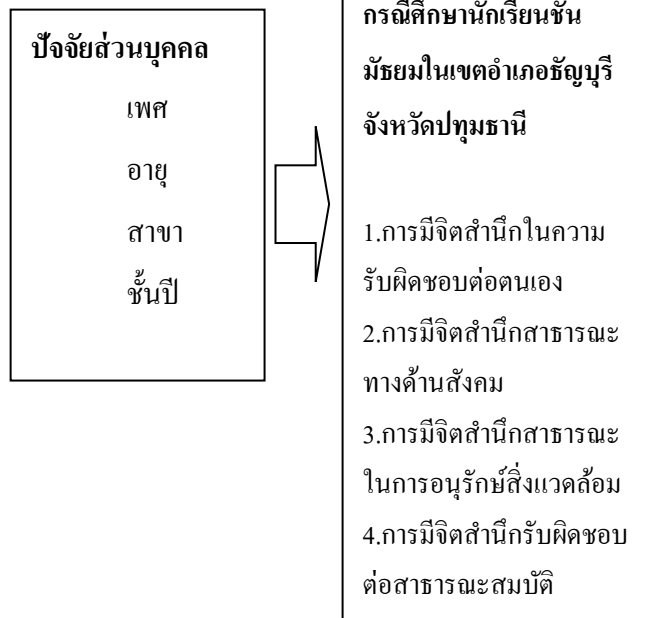 ปัจจัยส่วนบุคคล
เพศ
อายุ
สาขา
ชั้นปี
กรณีศึกษานักเรียนชั้น
มัธยมในเขตอำเภอธัญบุรี
จังหวัดปทุมธานี
1.การมีจิตสำนึกในความ
รับผิดชอบต่อตนเอง
2.การมีจิตสำนึกสาธารณะ
ทางด้านสังคม
3.การมีจิตสำนึกสาธารณะ
ในการอนุรักษ์สิ่งแวดล้อม
4.การมีจิตสำนึกรับผิดชอบ
ต่อสาธารณะสมบัติ